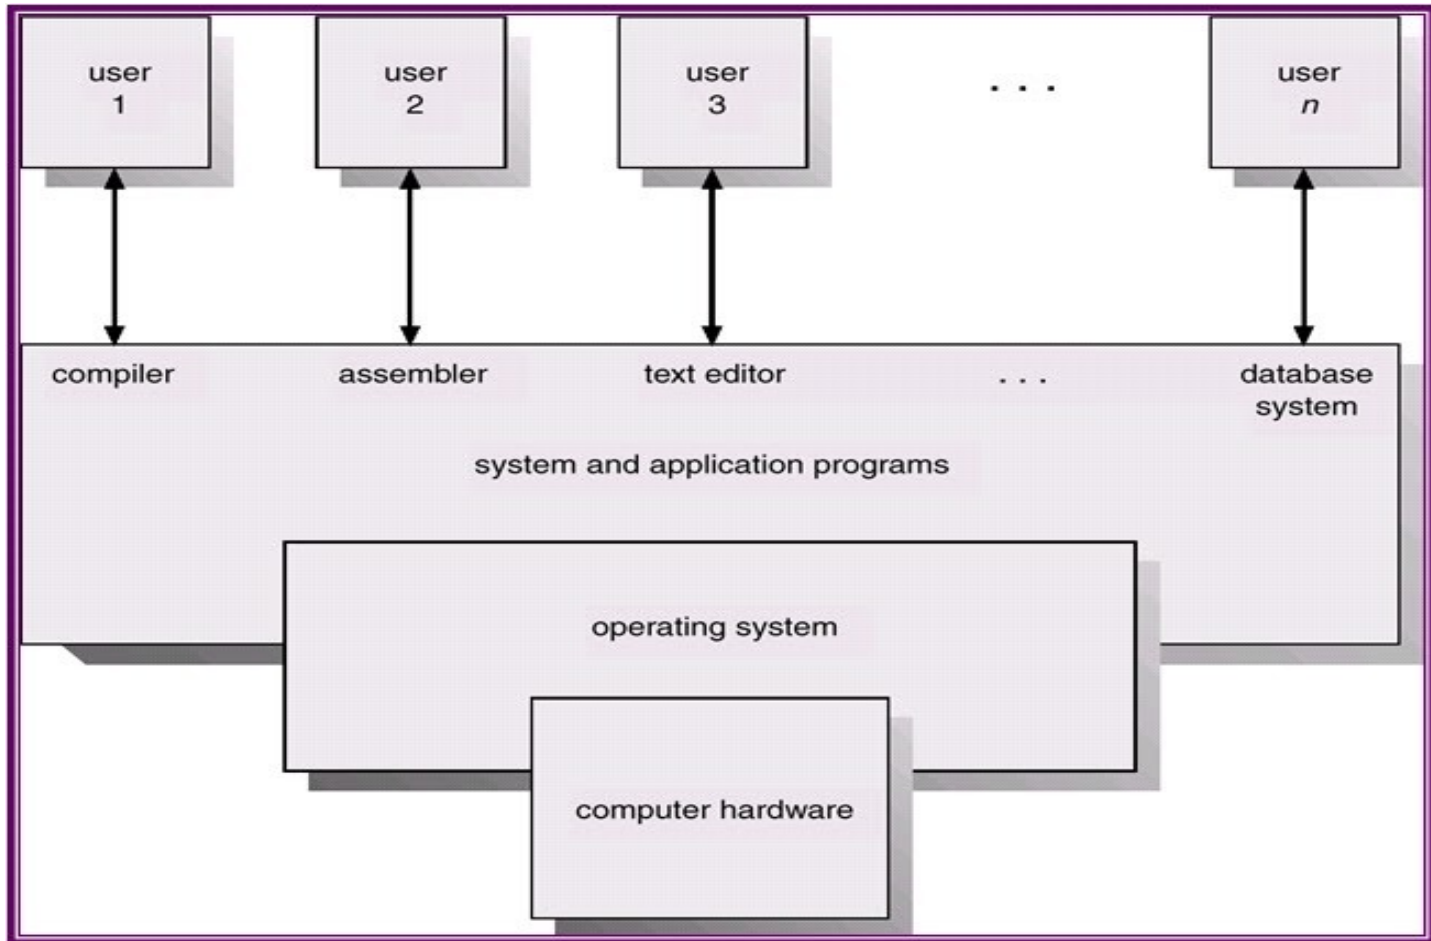 user
1
user
2
user
3
. . .
user
n
compiler
assembler
text editor
. . .
database
system
system and application programs
operating system
computer hardware